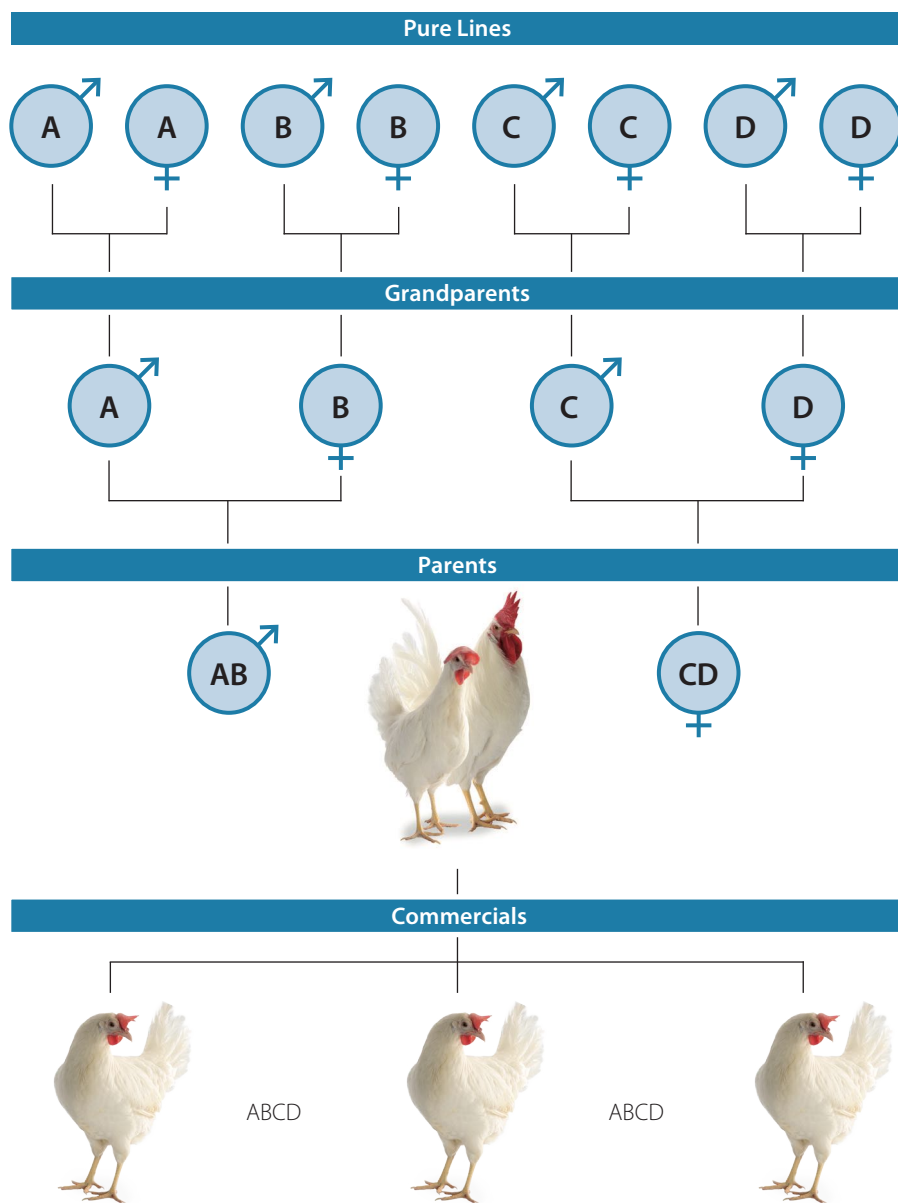 Pure Lines
A A B B C C D D
Grandparents
A B C D
Parents
AB CD
Commercials
ABCD ABCD